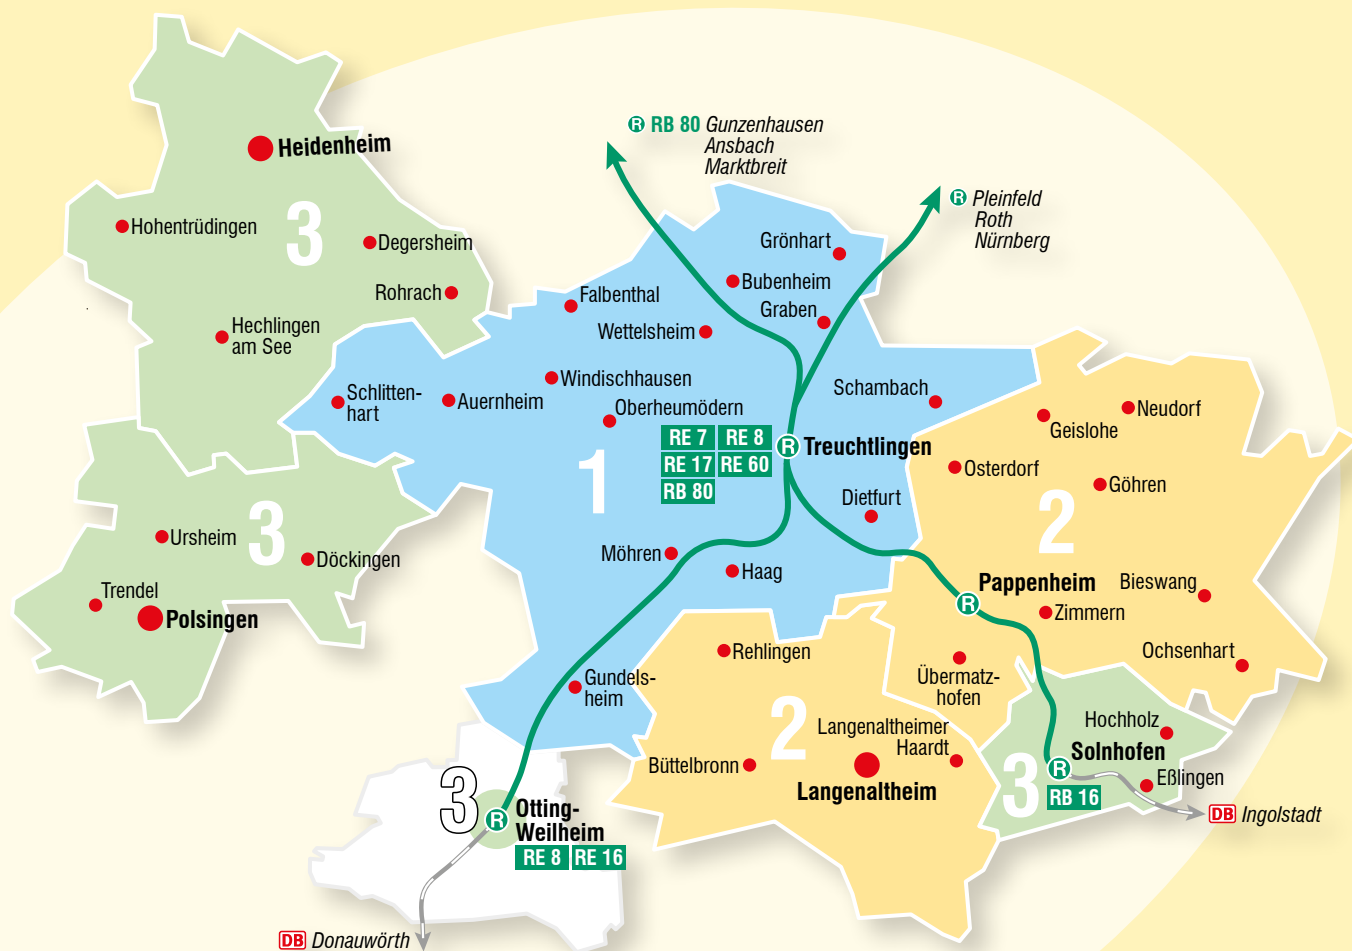 Heidenheim
Hohentrüdingen
3
Degersheim
Rohrach
Hechlingen
am See
R RB 80 Gunzenhausen
Ansbach
Marktbreit
R Pleinfeld
Roth
Nürnberg
Grönhart
Bubenheim
Graben
Falbenthal
Wettelsheim
Windischhausen
Schlitten-
hart
Auernheim
Oberheumödern
Schambach
RE 7 RE 8
RE 17 RE 60
RB 80
R Treuchtlingen
1
Dietfurt
Möhren
Haag
Gundels-
heim
Neudorf
Geislohe
Osterdorf
Göhren
2
Pappenheim
R
Bieswang
Zimmern
Ochsenhart
Übermatz-
hofen
Ursheim
3
Döckingen
Trendel
Polsingen
Rehlingen
2
Langenaltheimer
Haardt
Büttelbronn
Langenaltheim
Hochholz
Solnhofen
3
R
RB 16
Eßlingen
DB Ingolstadt
3
R
Otting-
Weilheim
RE 8 RE 16
DB Donauwörth